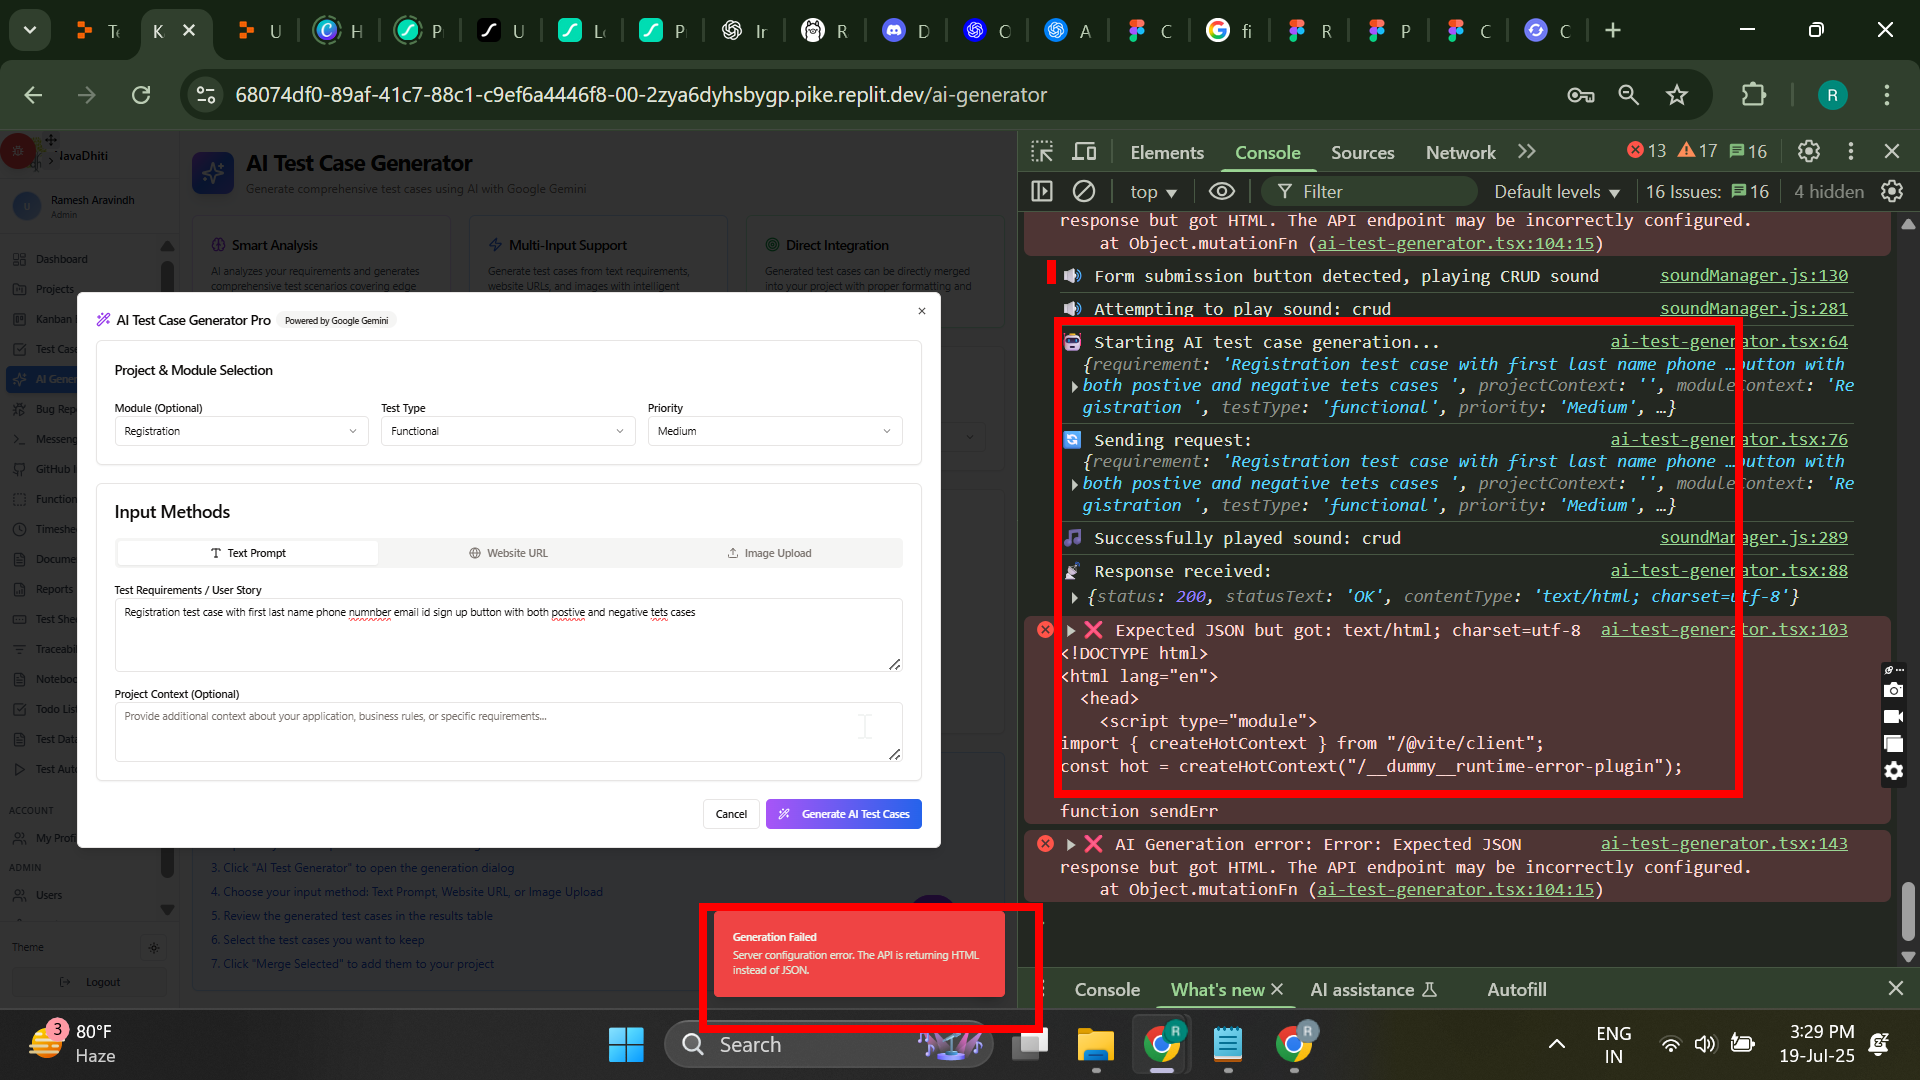 Te
K
U
H
P
U
Lo
P
In
R
D
O
A
C
fi
R
P
C
C
68074df0-89af-41c7-88c1-c9ef6a4446f8-00-2zya6dyhsbygp.pike.replit.dev/ai-generator
R
NavaDhiti
U
Ramesh Aravindh
Admin
Dashboard
Projects
Kanban
Test Case
AI Gene
Bug Rep
Messeng
GitHub I
Function
Timeshe
Docume
Reports
Test She
Traceabi
Notebo
Todo List
Test Data
Test Auto
ACCOUNT
My Profi
ADMIN
Users
Theme
Logout
AI Test Case Generator
Generate comprehensive test cases using AI with Google Gemini
Smart Analysis
AI analyzes your requirements and generates
comprehensive test scenarios covering edge
Multi-Input Support
Generate test cases from text requirements,
website URLs, and images with intelligent
Direct Integration
Generated test cases can be directly merged
into your project with proper formatting and
AI Test Case Generator Pro
Powered by Google Gemini
Project & Module Selection
Module (Optional)
Registration
Test Type
Functional
Priority
Medium
Input Methods
Text Prompt
Website URL
Image Upload
Test Requirements / User Story
Registration test case with first last name phone numnber email id sign up button with both postive and negative tets cases
Project Context (Optional)
Provide additional context about your application, business rules, or specific requirements...
Cancel
Generate AI Test Cases
3. Click "AI Test Generator" to open the generation dialog
4. Choose your input method: Text Prompt, Website URL, or Image Upload
5. Review the generated test cases in the results table
6. Select the test cases you want to keep
7. Click "Merge Selected" to add them to your project
Generation Failed
Server configuration error. The API is returning HTML
instead of JSON.
Elements
Console
Sources
Network
13
17
16
top
Filter
Default levels
16 Issues:
16
4 hidden
response but got HTML. The API endpoint may be incorrectly configured.
at Object.mutationFn (ai-test-generator.tsx:104:15)
Form submission button detected, playing CRUD sound soundManager.js:130
Attempting to play sound: crud soundManager.js:281
Starting AI test case generation... ai-test-generator.tsx:64
{requirement: 'Registration test case with first last name phone …button with
both postive and negative tets cases ', projectContext: '', moduleContext: 'Re
gistration ', testType: 'functional', priority: 'Medium', …}
Sending request: ai-test-generator.tsx:76
{requirement: 'Registration test case with first last name phone …button with
both postive and negative tets cases ', projectContext: '', moduleContext: 'Re
gistration ', testType: 'functional', priority: 'Medium', …}
Successfully played sound: crud soundManager.js:289
Response received: ai-test-generator.tsx:88
{status: 200, statusText: 'OK', contentType: 'text/html; charset=utf-8'}
Expected JSON but got: text/html; charset=utf-8 ai-test-generator.tsx:103
<!DOCTYPE html>
<html lang="en">
<head>
<script type="module">
import { createHotContext } from "/@vite/client";
const hot = createHotContext("/__dummy__runtime-error-plugin");
function sendErr
AI Generation error: Error: Expected JSON ai-test-generator.tsx:143
response but got HTML. The API endpoint may be incorrectly configured.
at Object.mutationFn (ai-test-generator.tsx:104:15)
Console
What's new
AI assistance
Autofill
3
80°F
Haze
Search
R
R
ENG
IN
3:29 PM
19-Jul-25